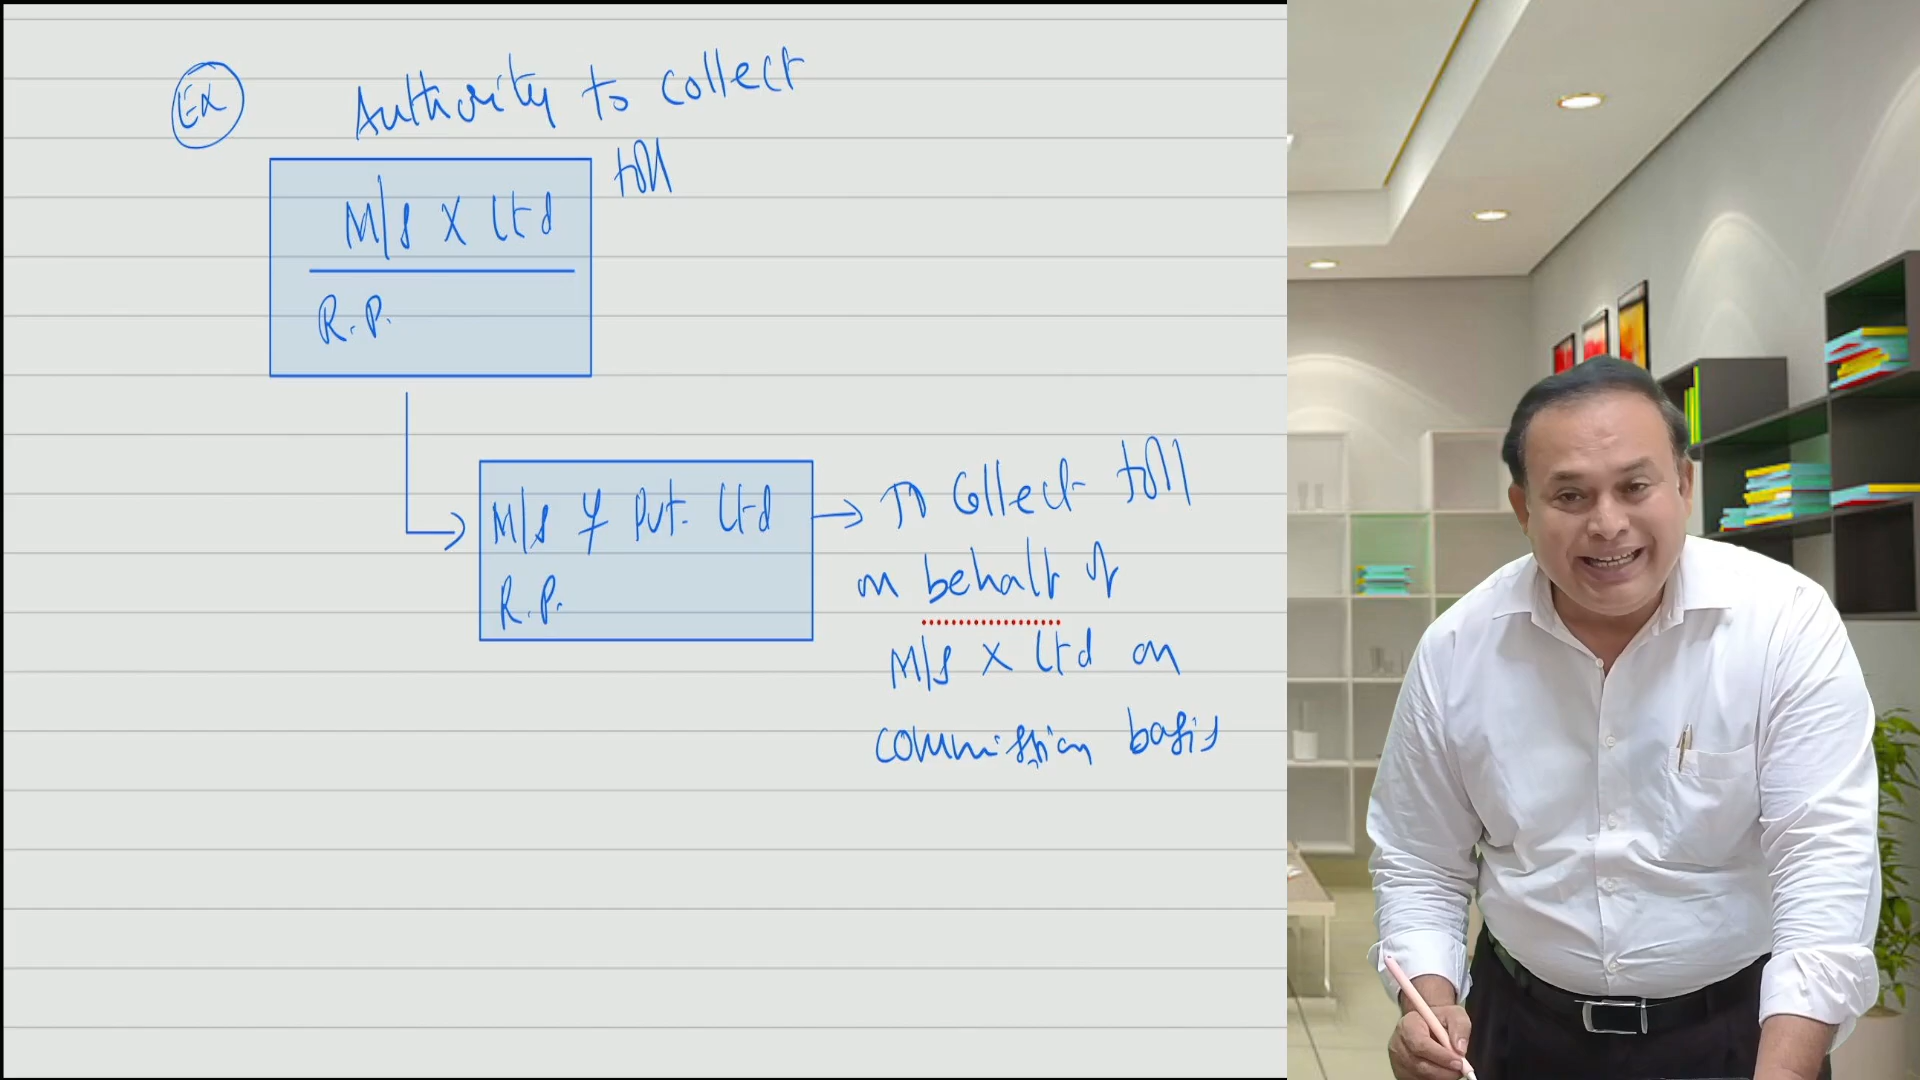 Ex
Authority to collect
toll
M/s X Ltd
R.P.
M/s Y Pvt. Ltd
R.P.
→ To Collect toll
on behalf of
M/s X Ltd on
commission basis